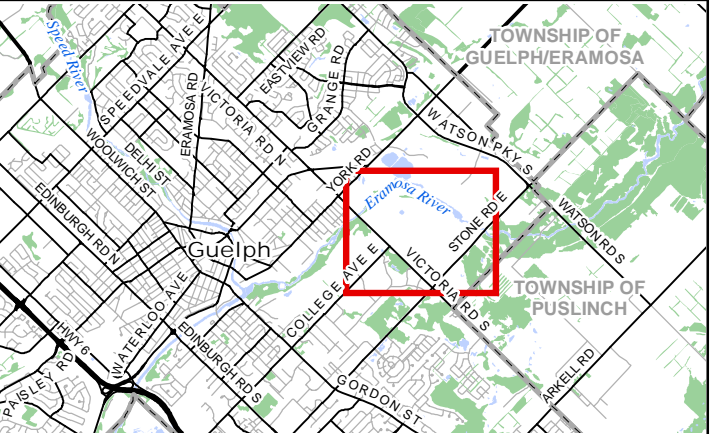 Speed River
SPEEDVALE AVE E
ERAMOSA RD
EASTVIEW RD
GRANGE RD
TOWNSHIP OF
GUELPH/ERAMOSA
VICTORIA RD N
WATSON PKY S
WOOLWICH ST
DELHI ST
YORK RD
EDINBURGH RD N
Eramosa River
STONE RD E
WATSON RD S
Guelph
COLLEGE AVE E
VICTORIA RD S
TOWNSHIP OF
PUSLINCH
WATERLOO AVE
HWY 6
EDINBURGH RD S
PAISLEY RD
GORDON ST
ARKELL RD